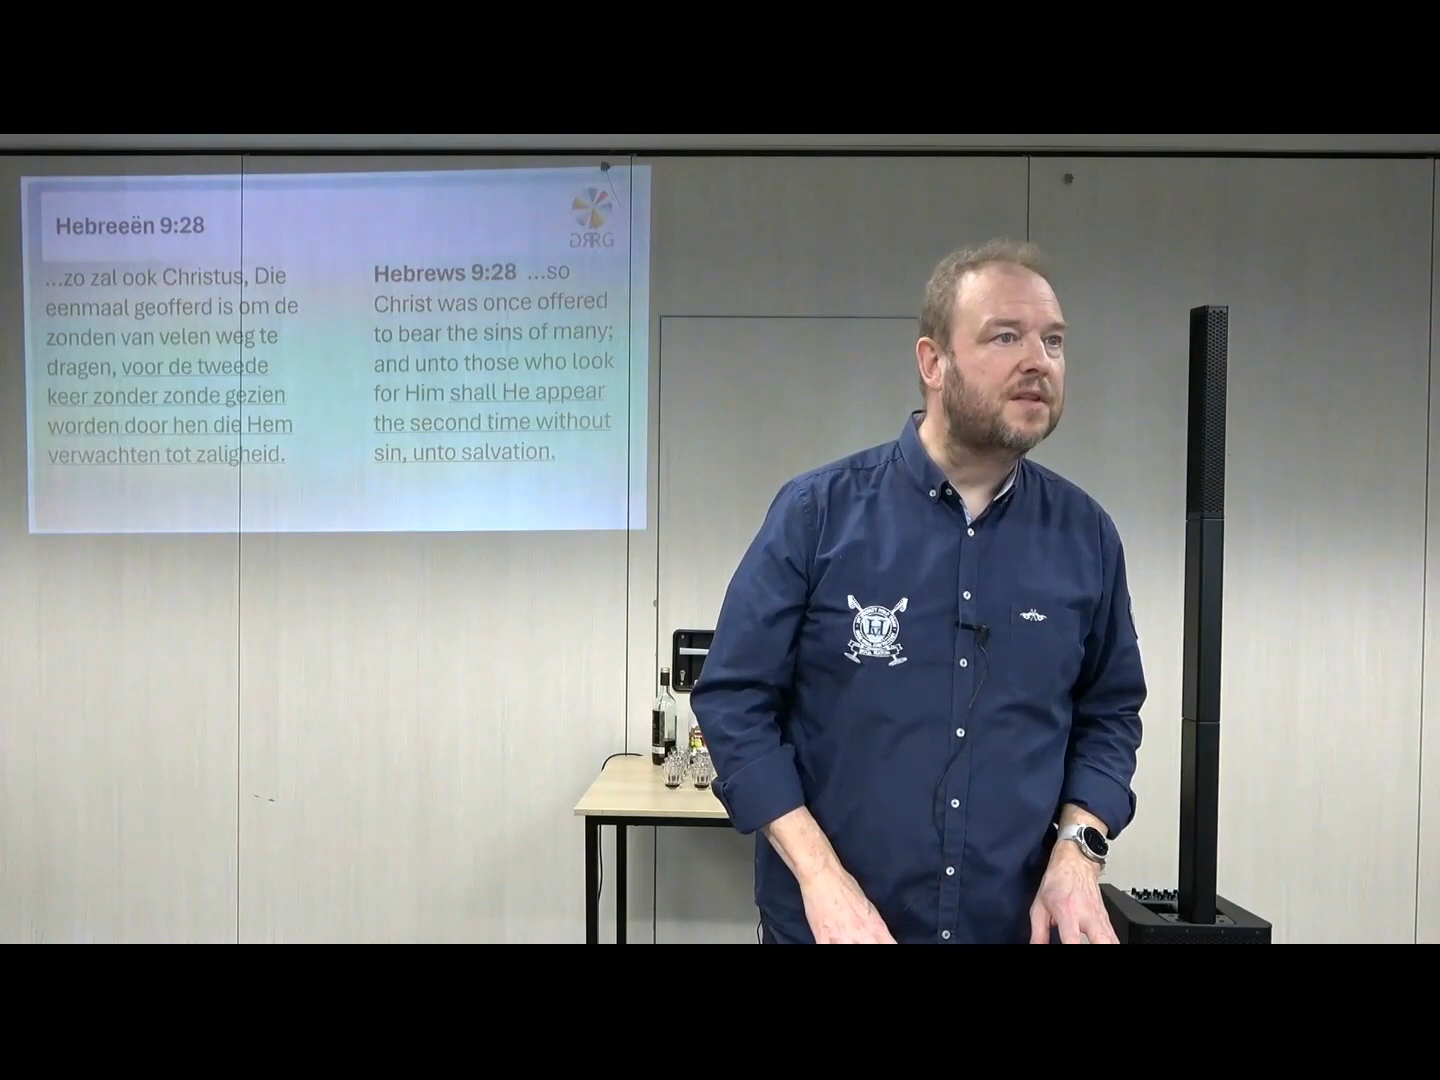 Hebreeën 9:28
GRRG
...zo zal ook Christus, Die
eenmaal geofferd is om de
zonden van velen weg te
dragen, voor de tweede
keer zonder zonde gezien
worden door hen die Hem
verwachten tot zaligheid.
Hebrews 9:28 ...so
Christ was once offered
to bear the sins of many;
and unto those who look
for Him shall He appear
the second time without
sin, unto salvation.